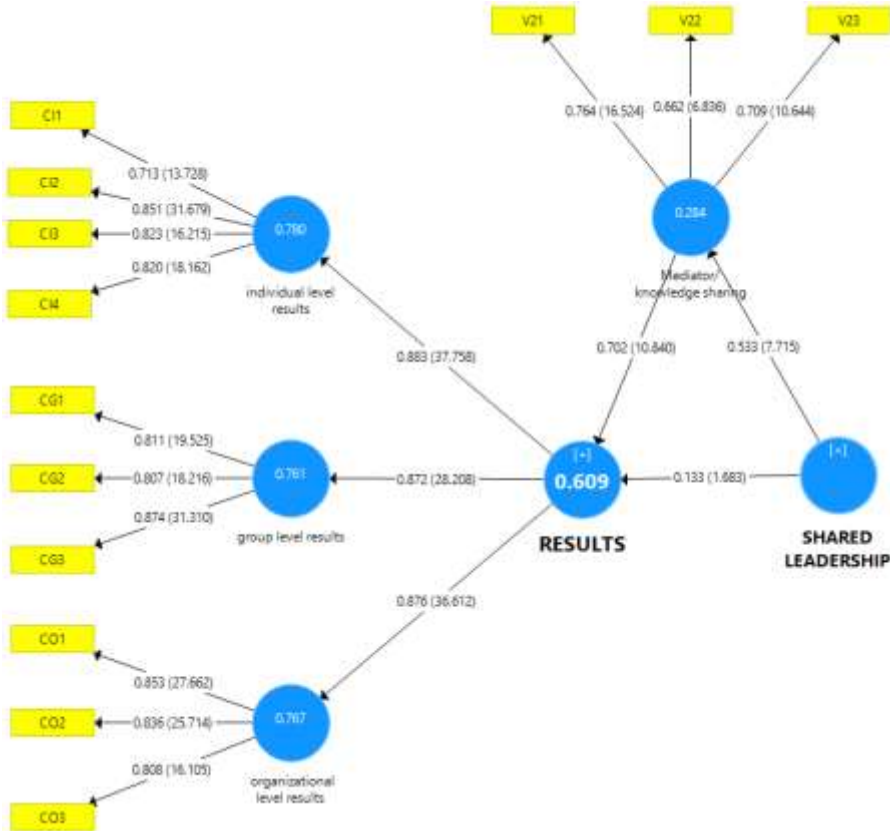 V21
V22
V23
0.764 (16.524)
0.662 (6.836)
0.709 (10.644)
CI1
0.713 (13.728)
CI2
0.851 (31.679)
CI3
0.823 (16.215)
CI4
0.820 (18.162)
0.780
individual level
results
0.284
Mediator/
knowledge sharing
0.883 (37.758)
0.702 (10.840)
0.533 (7.715)
CG1
0.811 (19.525)
CG2
0.807 (18.216)
CG3
0.874 (31.310)
0.761
group level results
0.872 (28.208)
[+]
0.609
RESULTS
0.133 (1.683)
[+]
SHARED
LEADERSHIP
0.876 (36.612)
CO1
0.853 (27.662)
CO2
0.836 (25.714)
CO3
0.808 (16.105)
0.767
organizational
level results